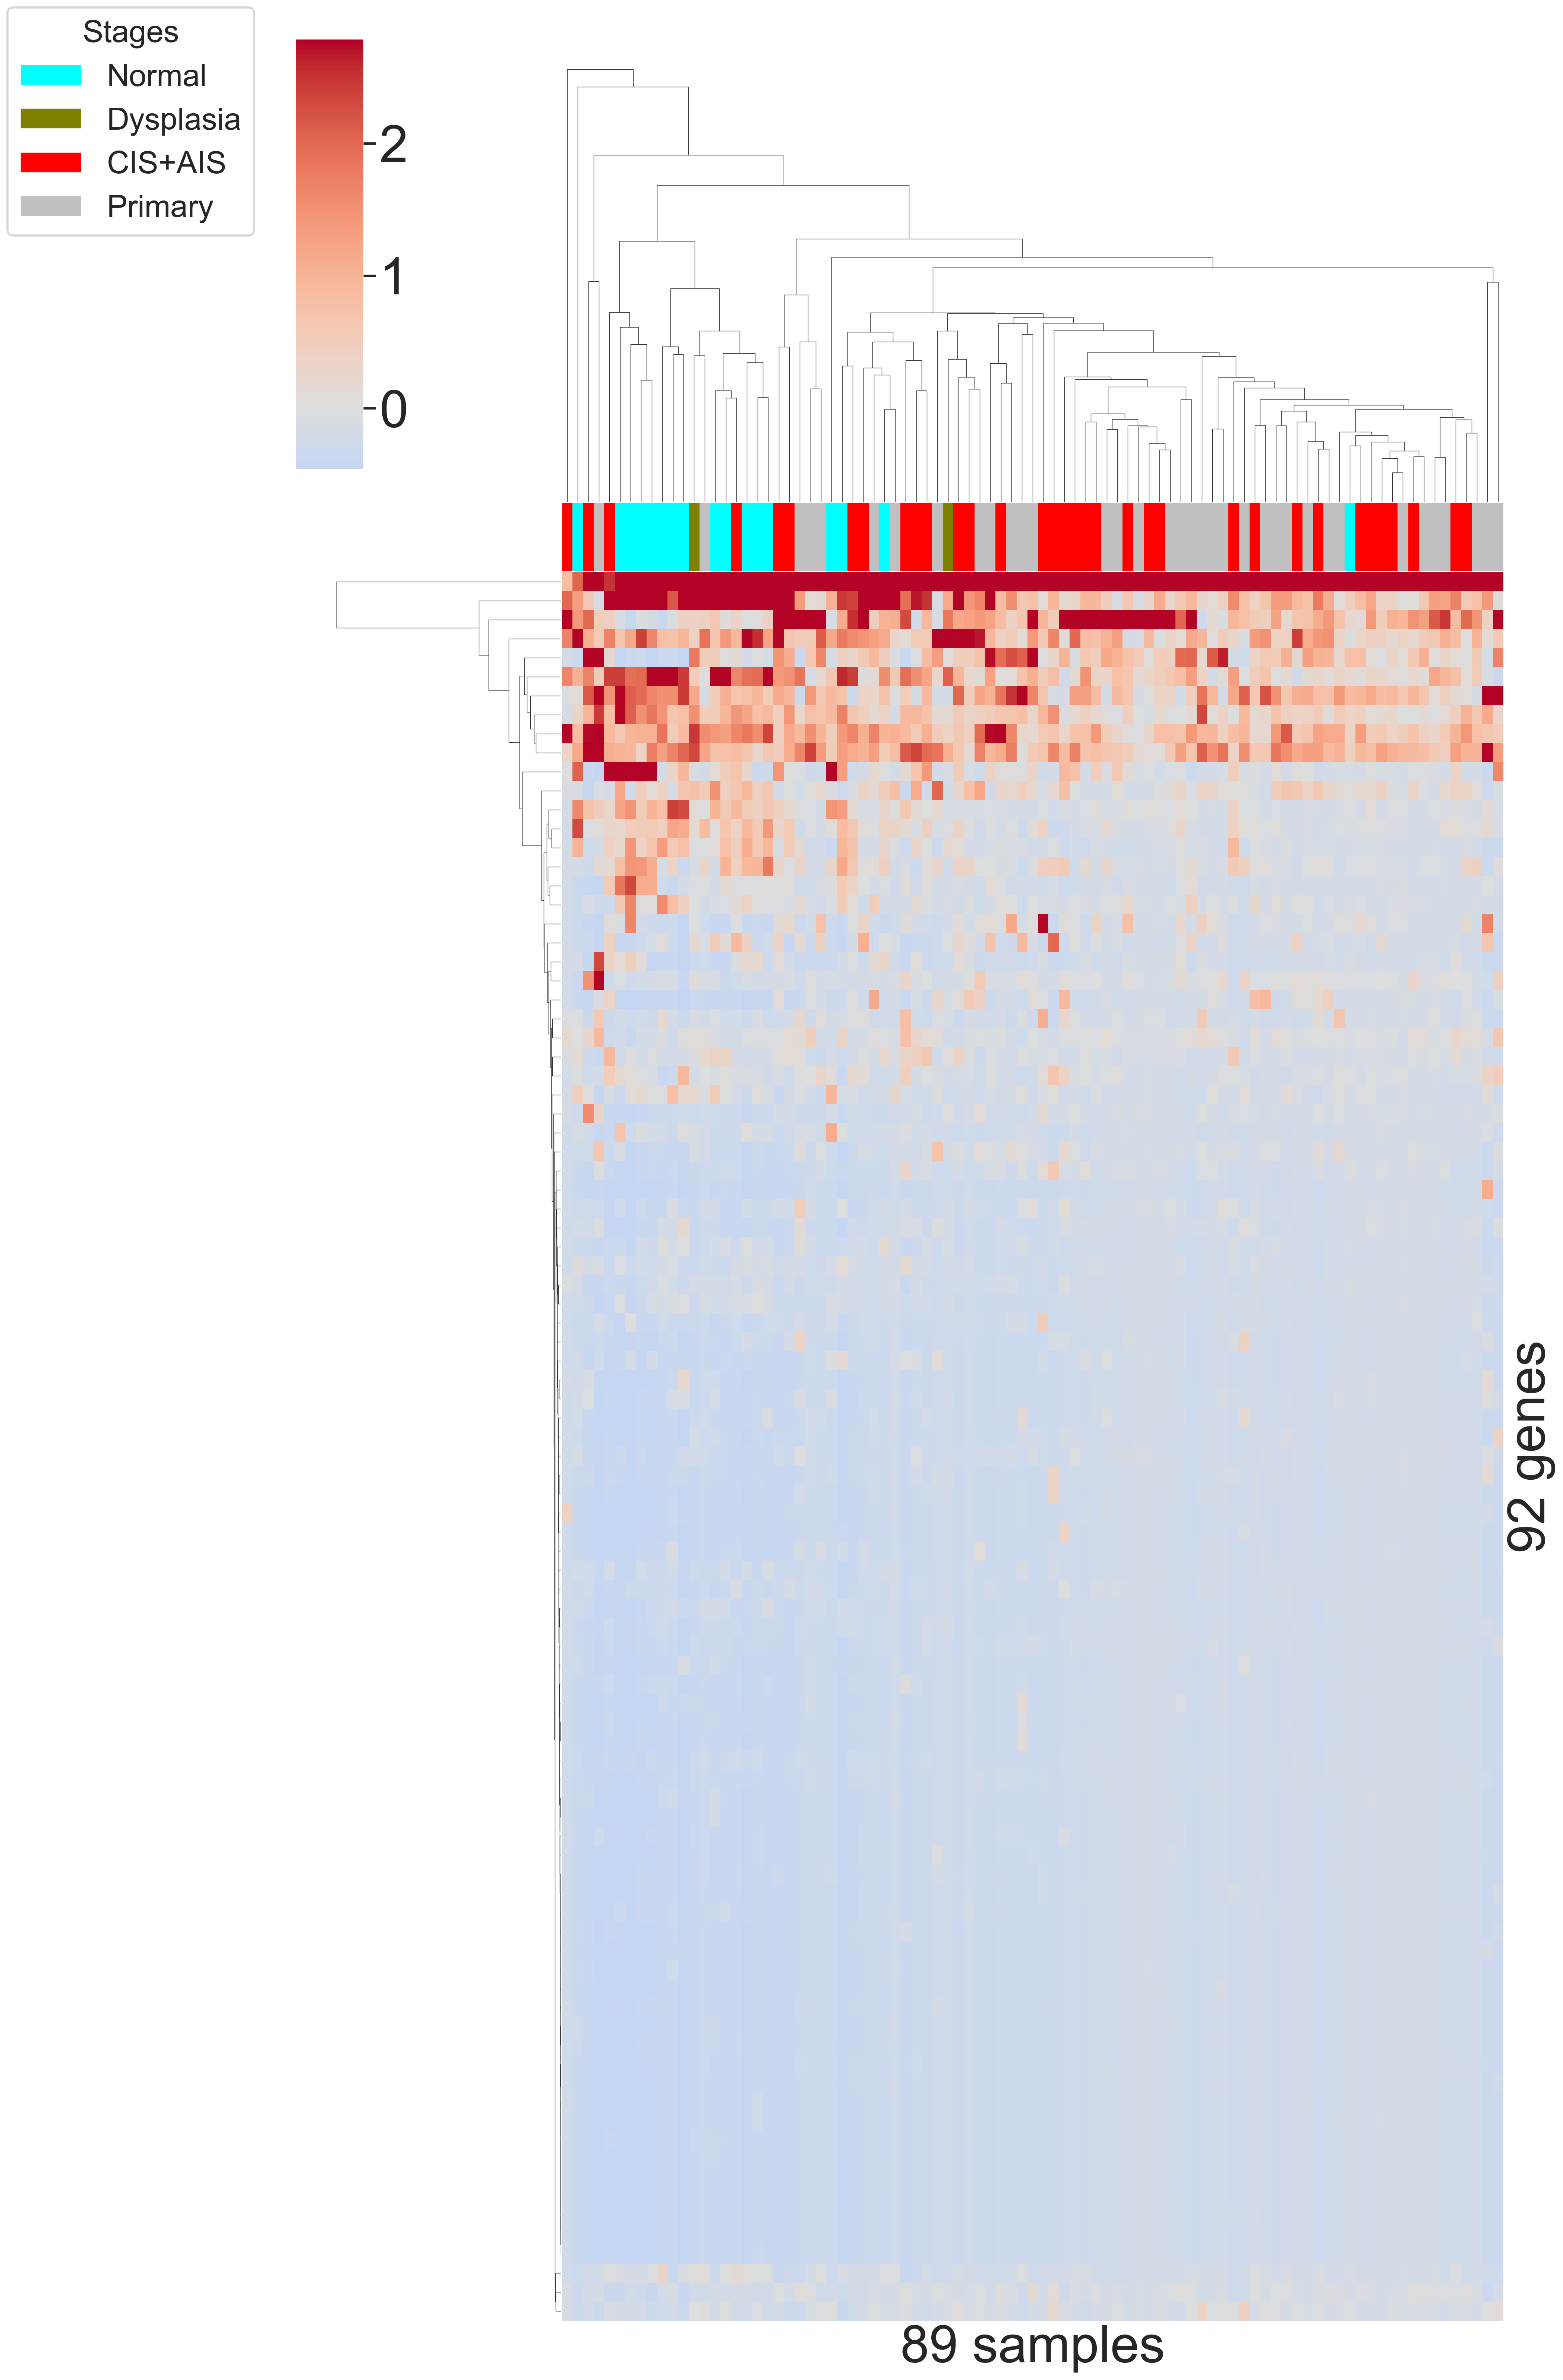 Stages
Normal
Dysplasia
CIS+AIS
Primary
2
1
0
92 genes
89 samples